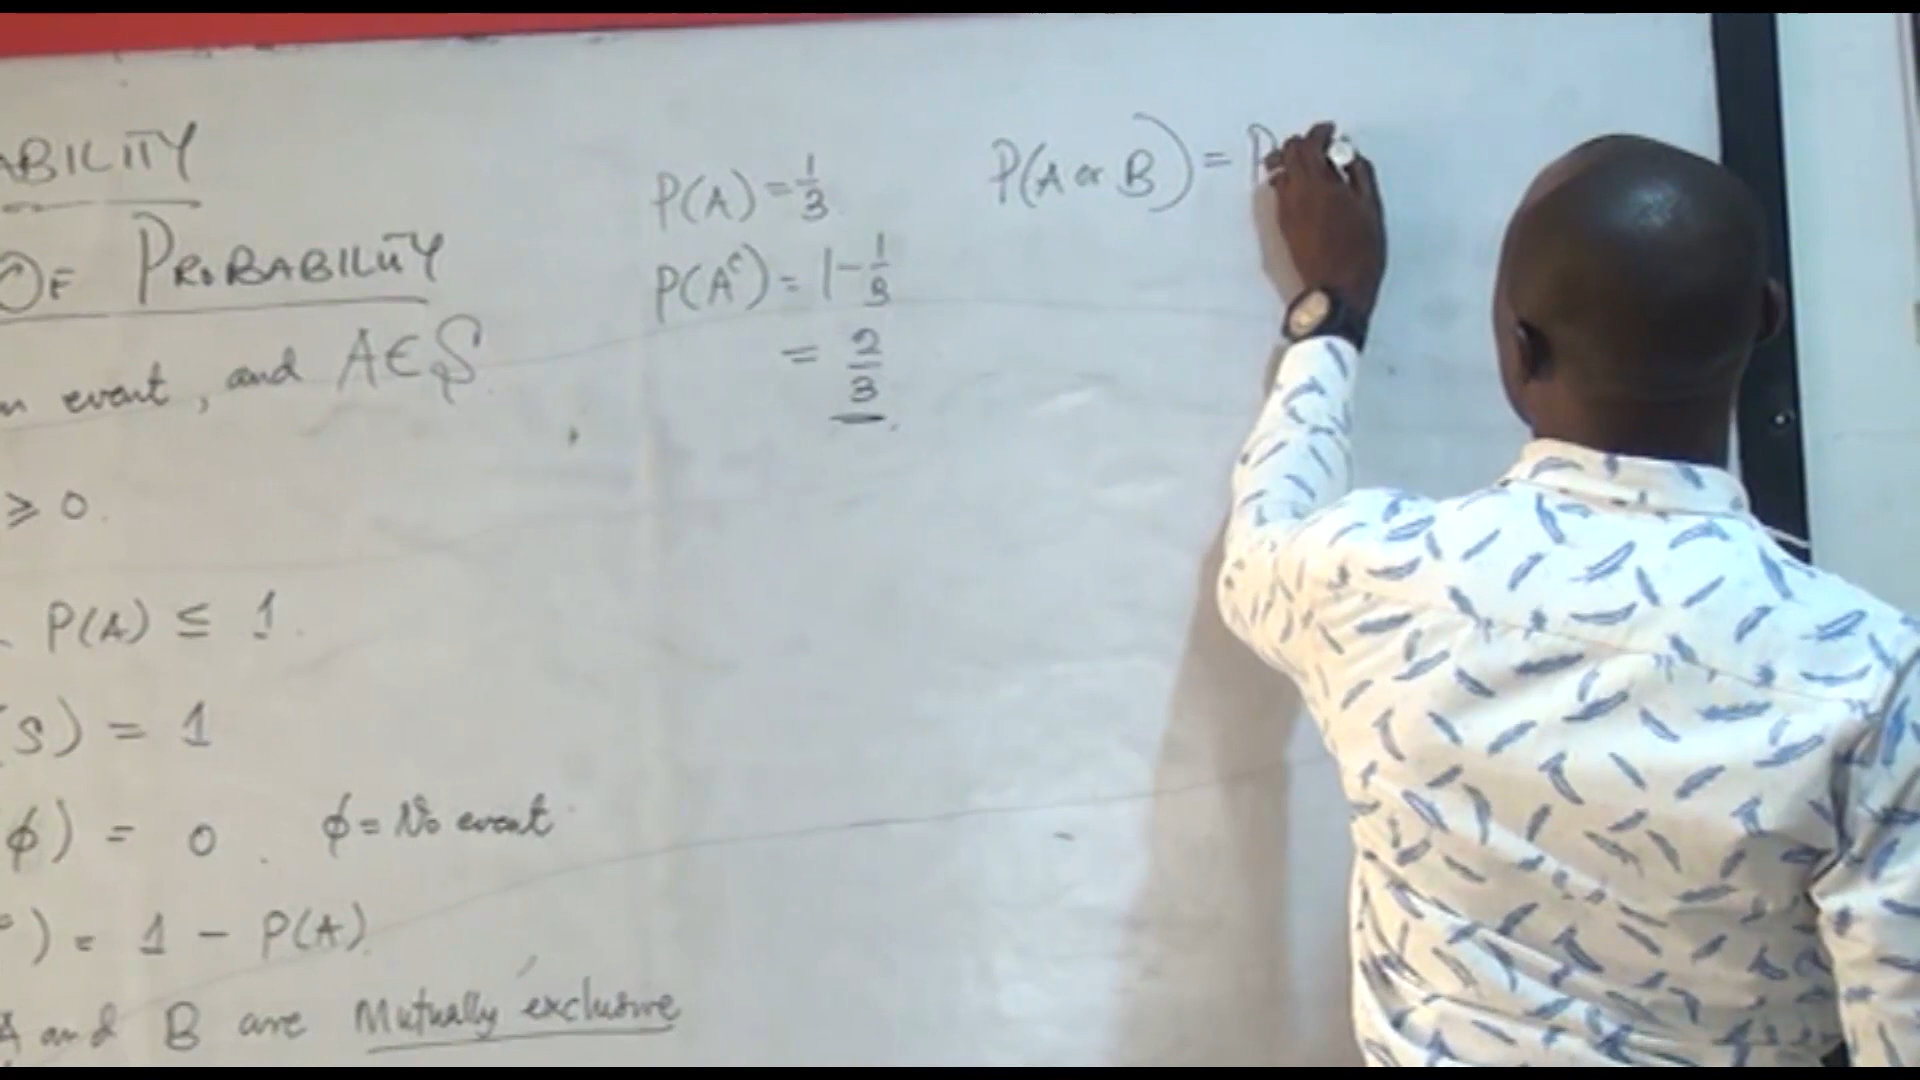 ABILITY
OF PROBABILITY
event, and A∈S.
≥ 0.
P(A) ≤ 1.
(S) = 1
φ) = 0. φ = No event
) = 1 - P(A).
A and B are Mutually exclusive
P(A) = 1/3
P(Aᶜ) = 1 - 1/3
= 2/3.
P(A or B) = P